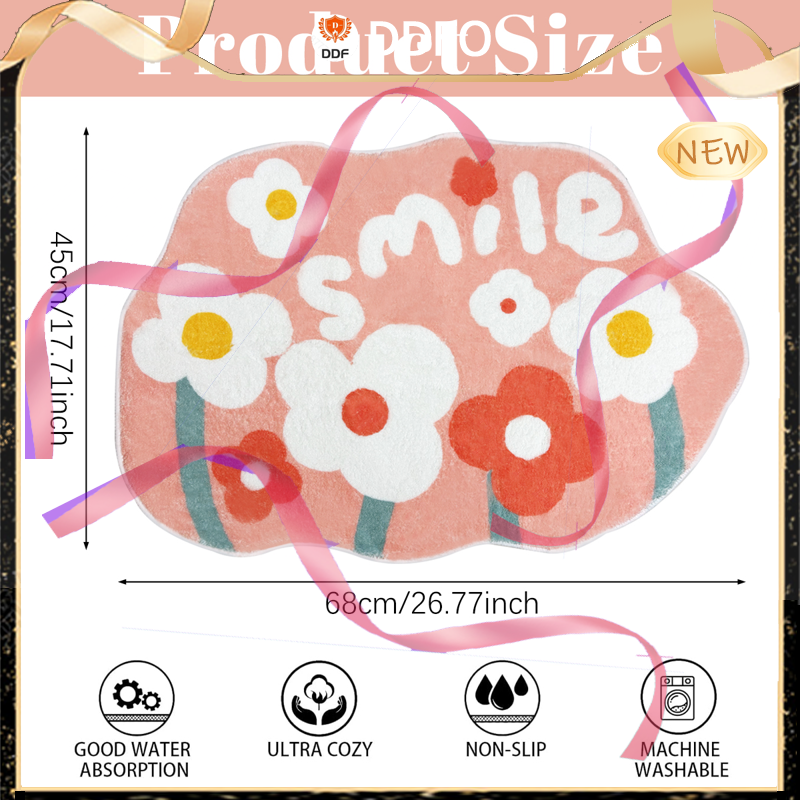 Product Size
DDF
NEW
smile
45cm/17.71inch
68cm/26.77inch
GOOD WATER
ABSORPTION
ULTRA COZY
NON-SLIP
MACHINE
WASHABLE